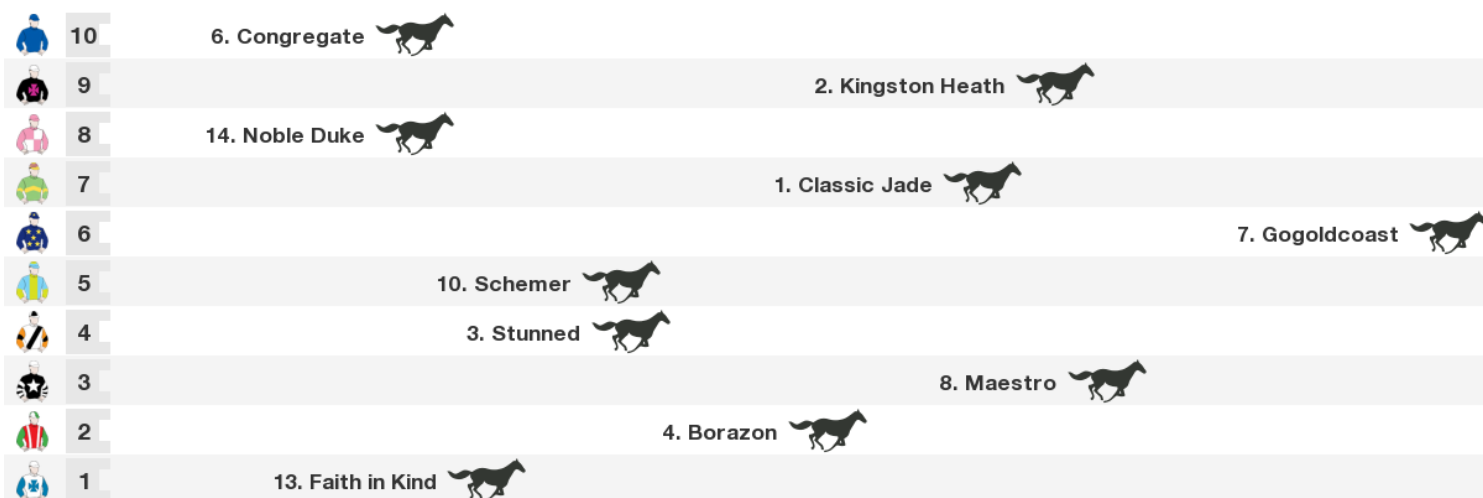 10 6. Congregate
9 2. Kingston Heath
8 14. Noble Duke
7 1. Classic Jade
6 7. Gogoldcoast
5 10. Schemer
4 3. Stunned
3 8. Maestro
2 4. Borazon
1 13. Faith in Kind